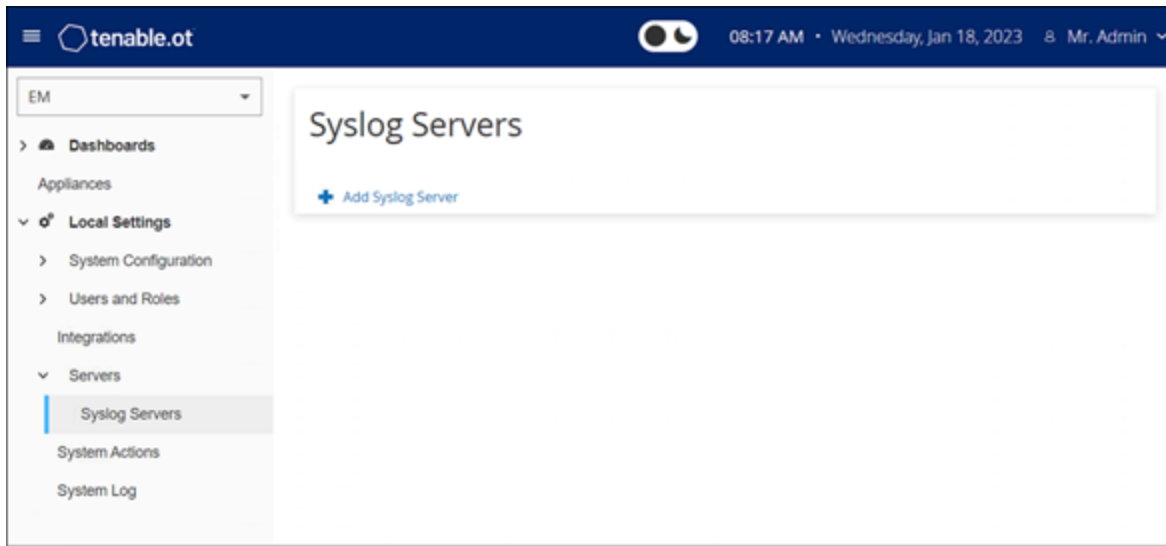 tenable.ot
08:17 AM • Wednesday, Jan 18, 2023 Mr. Admin
EM
Dashboards
Appliances
Local Settings
System Configuration
Users and Roles
Integrations
Servers
Syslog Servers
System Actions
System Log
Syslog Servers
Add Syslog Server